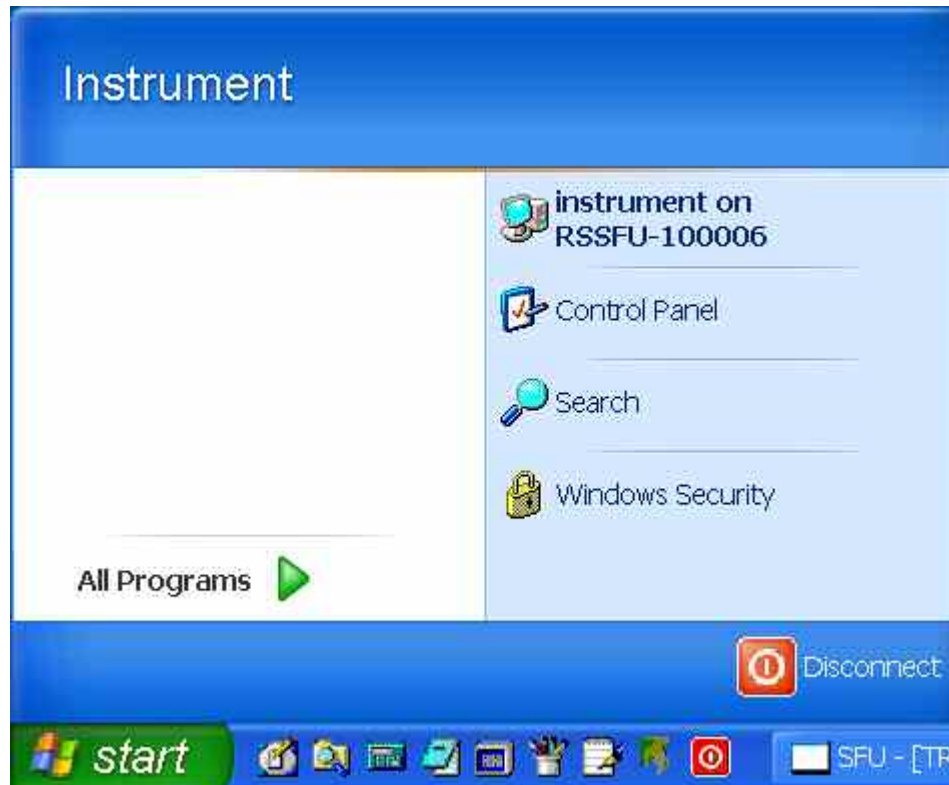 Instrument
instrument on
RSSFU-100006
Control Panel
Search
Windows Security
All Programs
Disconnect
start
SFU - [TR